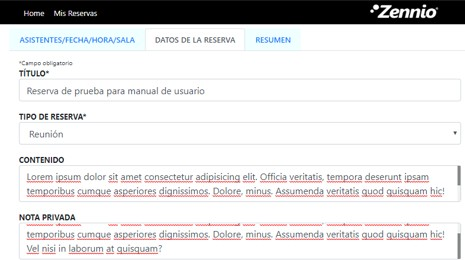 Home Mis Reservas Zennio
ASISTENTES/FECHA/HORA/SALA DATOS DE LA RESERVA RESUMEN
*Campo obligatorio
TÍTULO*
Reserva de prueba para manual de usuario
TIPO DE RESERVA*
Reunión
CONTENIDO
Lorem ipsum dolor sit amet consectetur adipisicing elit. Officia veritatis, tempora deserunt ipsam
temporibus cumque asperiores dignissimos. Dolore, minus. Assumenda veritatis quod quisquam hic!
NOTA PRIVADA
temporibus cumque asperiores dignissimos. Dolore, minus. Assumenda veritatis quod quisquam hic!
Vel nisi in laborum at quisquam?